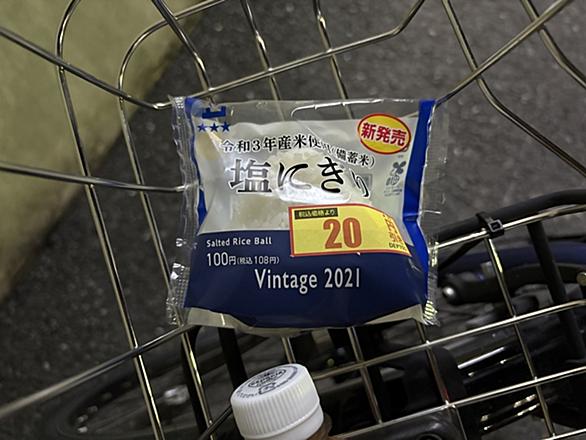 新発売
令和3年産米使用(備蓄米)
塩にぎり
税込価格より
20
Salted Rice Ball
100円(税込 108円)
Vintage 2021